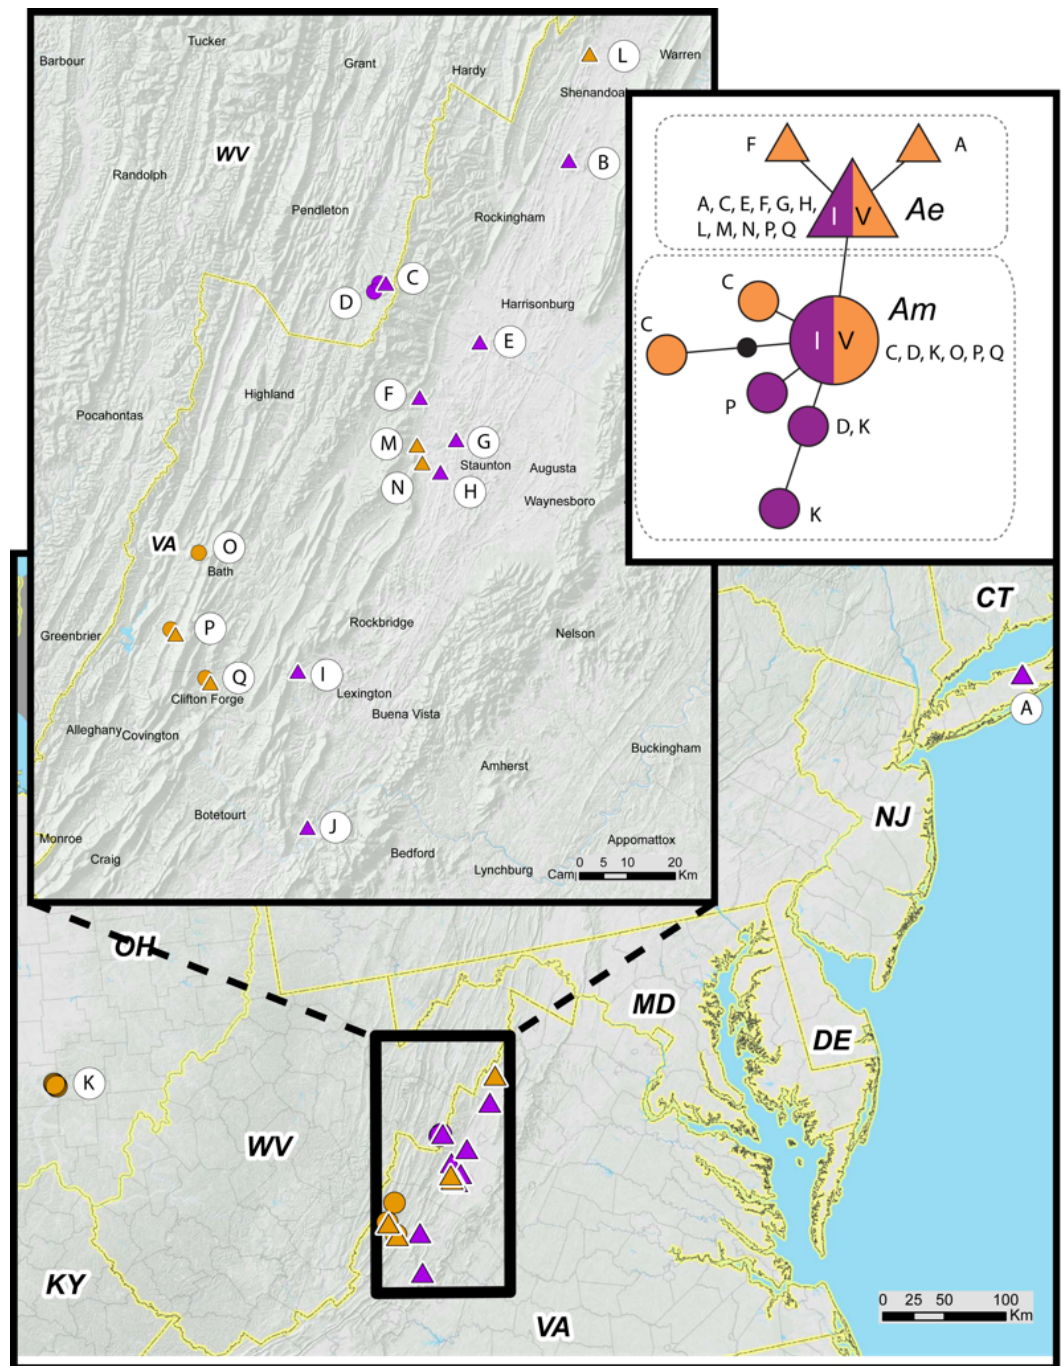 Tucker
Barbour
Grant
Hardy
L
Warren
Shenandoa
WV
B
Randolph
Pendleton
Rockingham
C
D
Harrisonburg
E
Highland
F
Pocahontas
M
G
Staunton
Augusta
N
H
Waynesboro
VA
O
Bath
Greenbrier
P
Rockbridge
Nelson
Q
I
Clifton Forge
Lexington
Buena Vista
Alleghany
Covington
Buckingham
Amherst
Botetourt
J
Monroe
Craig
Bedford
Appomattox
Lynchburg
Camp
0 5 10 20
Km
F
A
A, C, E, F, G, H,
L, M, N, P, Q
I V
Ae
C
Am
C
I V
C, D, K, O, P, Q
P
D, K
K
CT
A
NJ
OH
MD
DE
K
WV
KY
VA
0 25 50 100
Km